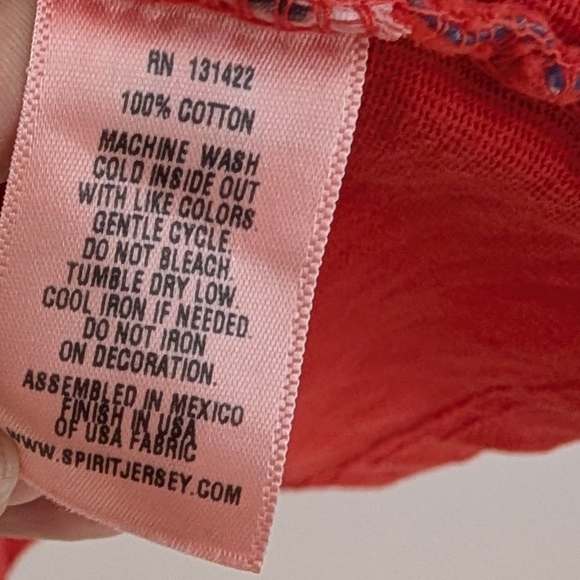 RN 131422
100% COTTON
MACHINE WASH
COLD INSIDE OUT
WITH LIKE COLORS
GENTLE CYCLE.
DO NOT BLEACH.
TUMBLE DRY LOW.
COOL IRON IF NEEDED.
DO NOT IRON
ON DECORATION.
ASSEMBLED IN MEXICO
FINISH IN USA
OF USA FABRIC
WWW.SPIRITJERSEY.COM